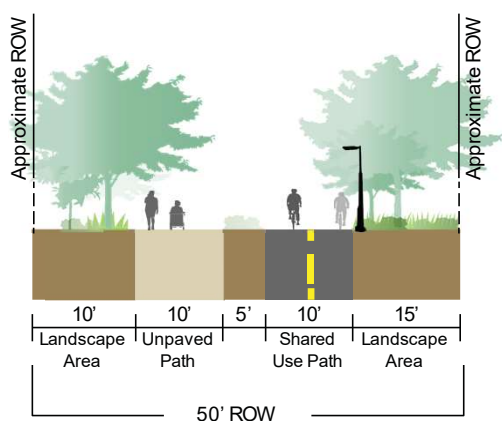 Approximate ROW
Approximate ROW
10’ 10’ 5’ 10’ 15’
Landscape Area
Unpaved Path
Shared Use Path
Landscape Area
50’ ROW